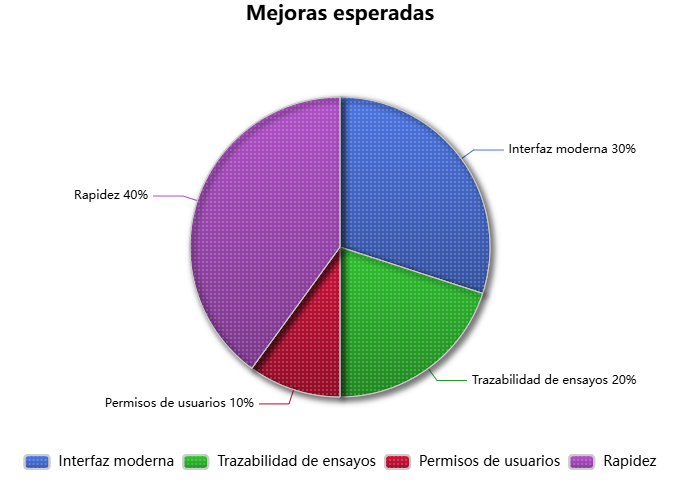 Mejoras esperadas
Interfaz moderna 30%
Rapidez 40%
Trazabilidad de ensayos 20%
Permisos de usuarios 10%
Interfaz moderna Trazabilidad de ensayos Permisos de usuarios Rapidez